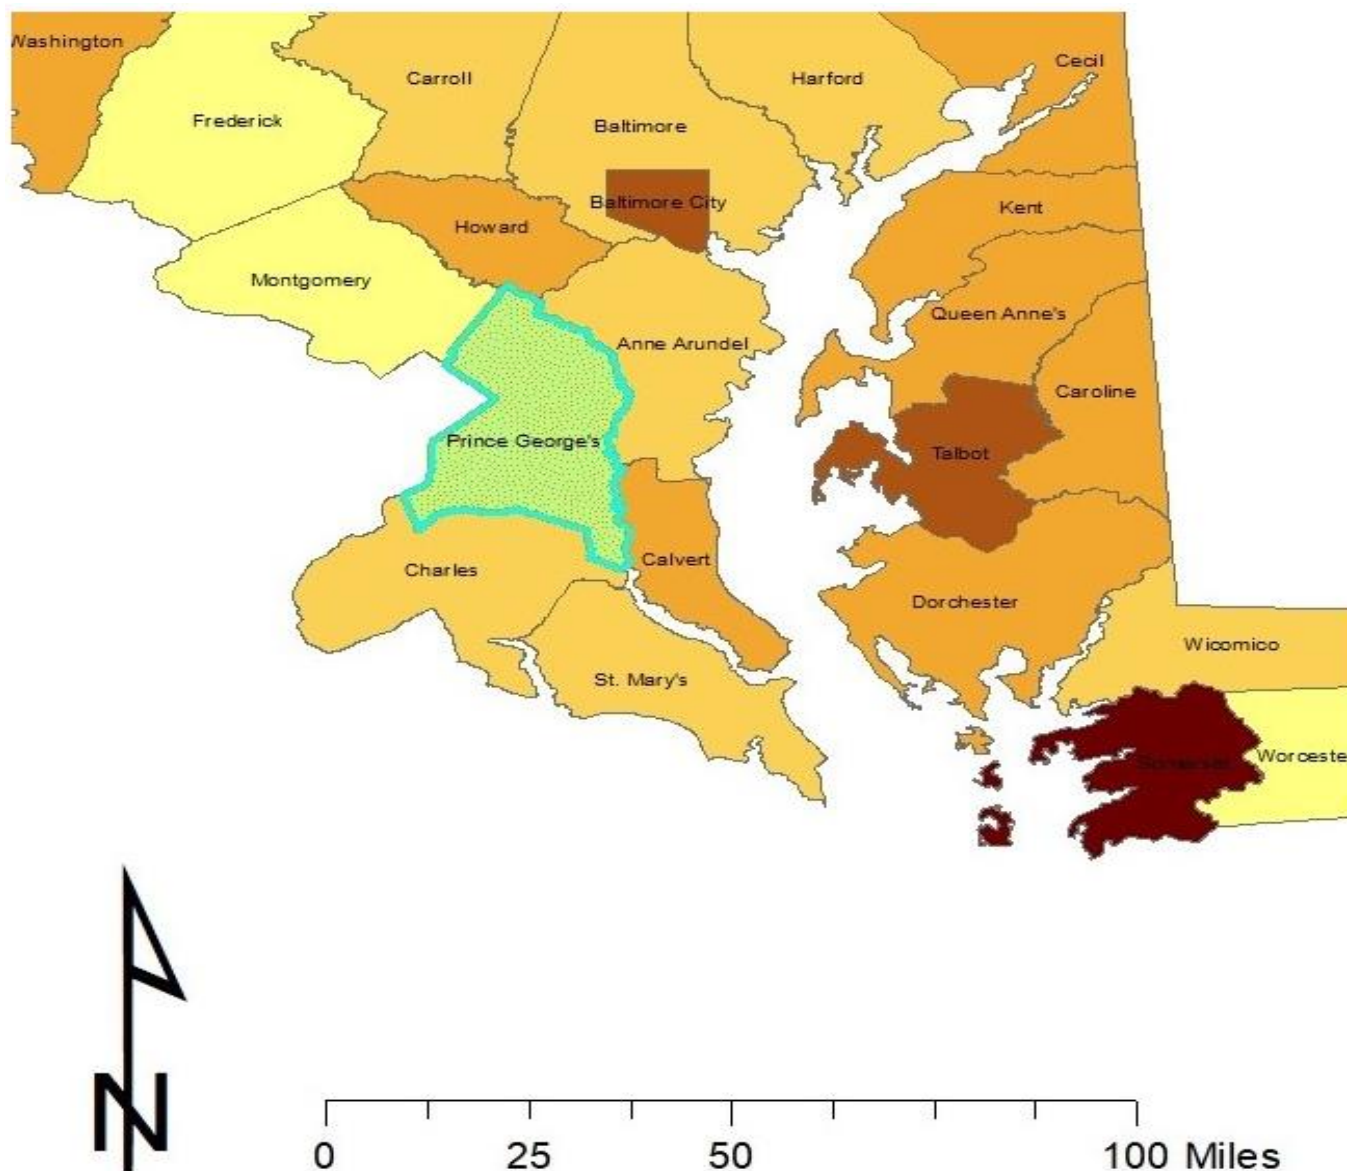 Washington
Cecil
Carroll
Harford
Frederick
Baltimore
Baltimore City
Kent
Howard
Montgomery
Queen Anne's
Anne Arundel
Caroline
Prince George's
Talbot
Calvert
Charles
Dorchester
Wicomico
St. Mary's
Worceste
Somerset
N
0 25 50 100 Miles